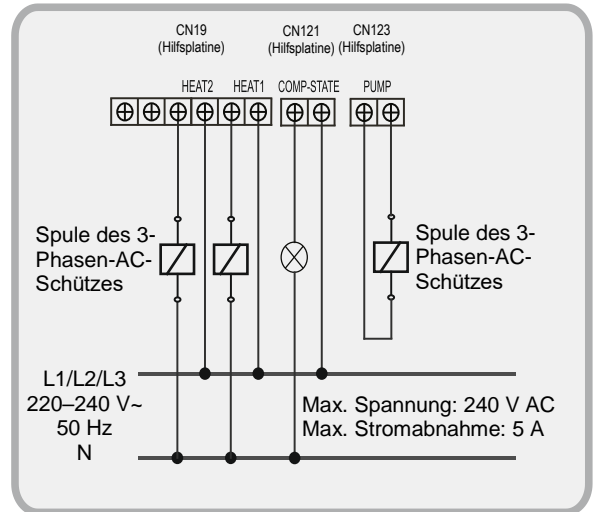 CN19 CN121 CN123
(Hilfsplatine) (Hilfsplatine) (Hilfsplatine)
HEAT2 HEAT1 COMP-STATE PUMP
Spule des 3-
Phasen-AC-
Schützes
Spule des 3-
Phasen-AC-
Schützes
L1/L2/L3
220–240 V~
50 Hz
N
Max. Spannung: 240 V AC
Max. Stromabnahme: 5 A